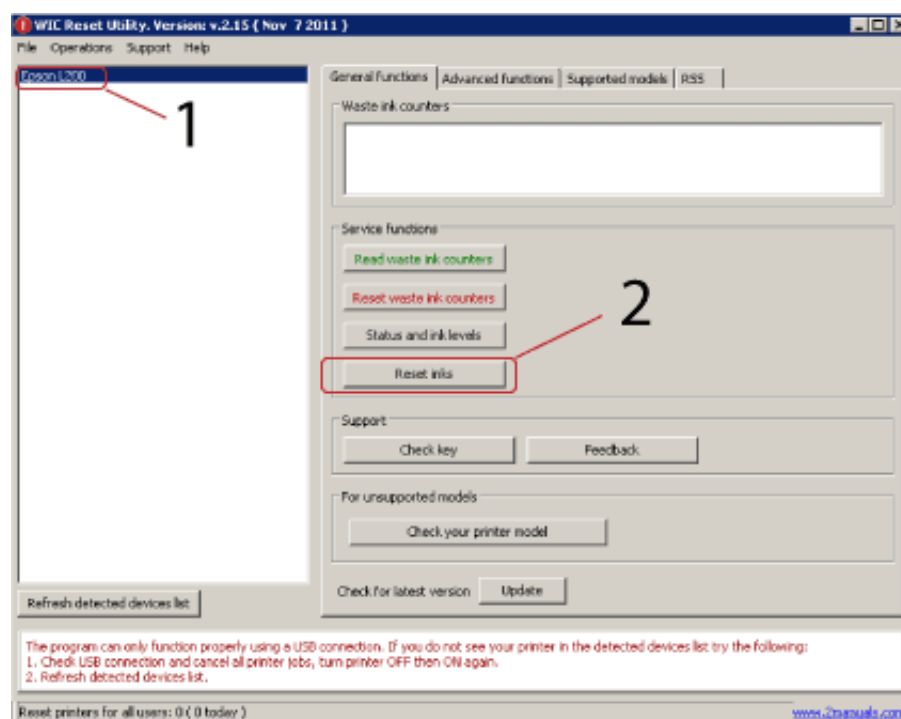 WIC Reset Utility. Version: v.2.15 ( Nov 7 2011 )
File Operations Support Help
Epson L200
1
General functions Advanced functions Supported models RSS
Waste ink counters
Service functions
Read waste ink counters
Reset waste ink counters
Status and ink levels
Reset inks
2
Support
Check key Feedback
For unsupported models
Check your printer model
Check for latest version Update
Refresh detected devices list
The program can only function properly using a USB connection. If you do not see your printer in the detected devices list try the following:
1. Check USB connection and cancel all printer jobs, turn printer OFF then ON again.
2. Refresh detected devices list.
Reset printers for all users: 0 ( 0 today )
www.2manuals.com